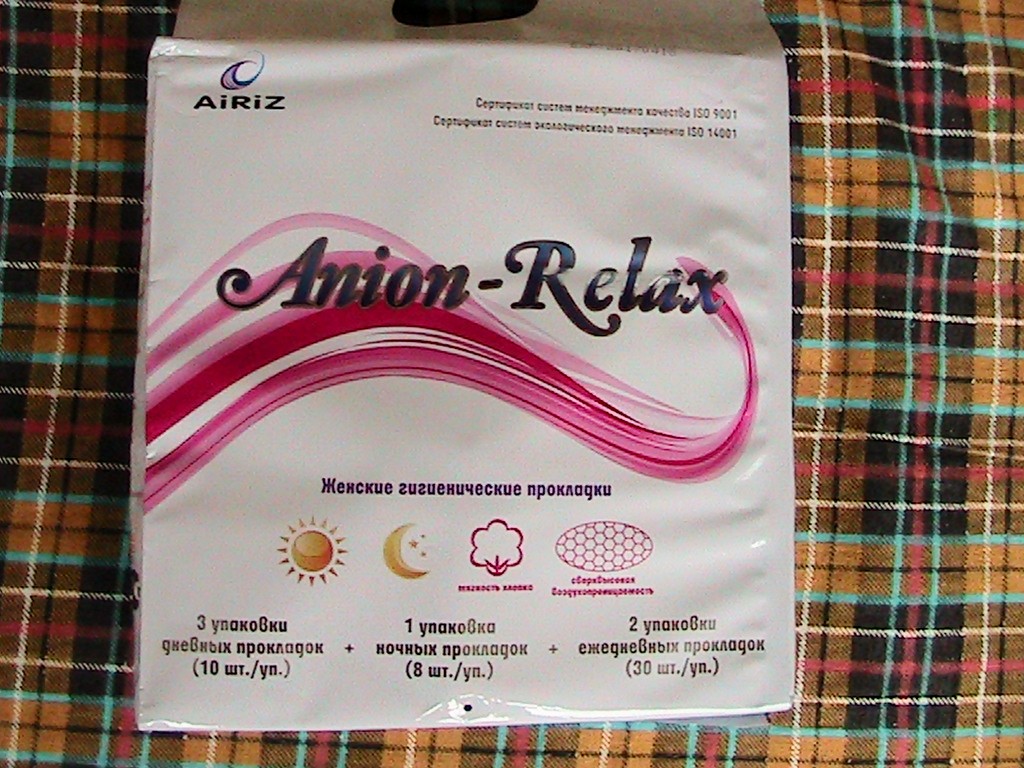 AiRiZ
Сертификат систем менеджмента качества ISO 9001
Сертификат систем экологического менеджмента ISO 14001
Anion-Relax
Женские гигиенические прокладки
мягкость хлопка
сверхвысокая
воздухопроницаемость
3 упаковки
дневных прокладок
(10 шт./уп.)
+
1 упаковка
ночных прокладок
(8 шт./уп.)
+
2 упаковки
ежедневных прокладок
(30 шт./уп.)